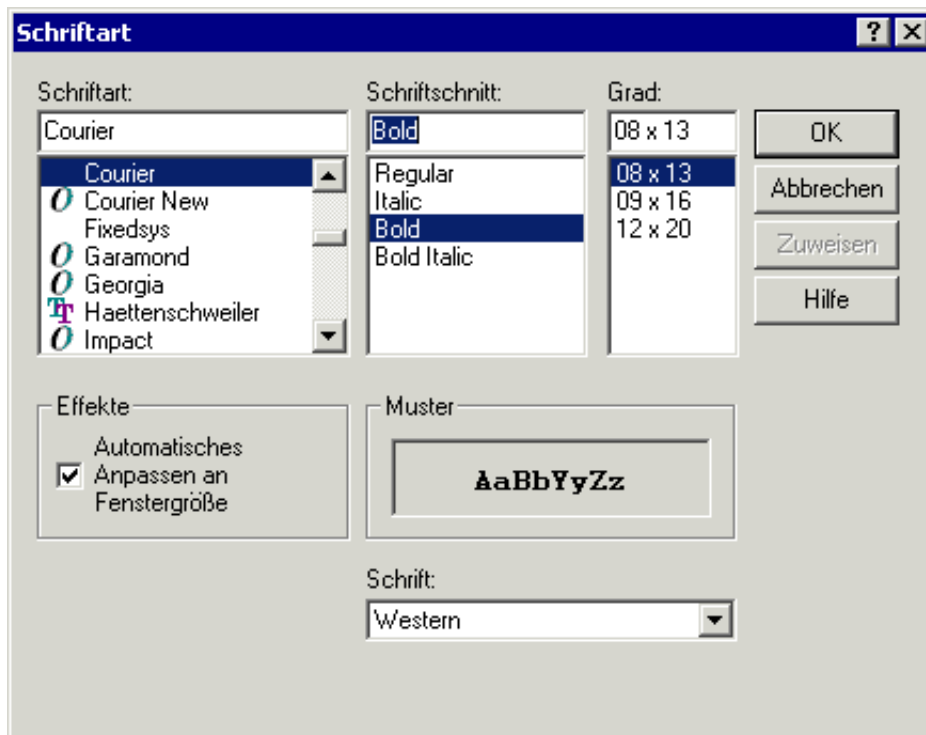 Schriftart
Schriftart:
Courier
Courier
Courier New
Fixedsys
Garamond
Georgia
Haettenschweiler
Impact
Schriftschnitt:
Bold
Regular
Italic
Bold
Bold Italic
Grad:
08 x 13
08 x 13
09 x 16
12 x 20
OK
Abbrechen
Zuweisen
Hilfe
Effekte
Automatisches
Anpassen an
Fenstergröße
Muster
AaBbYyZz
Schrift:
Western